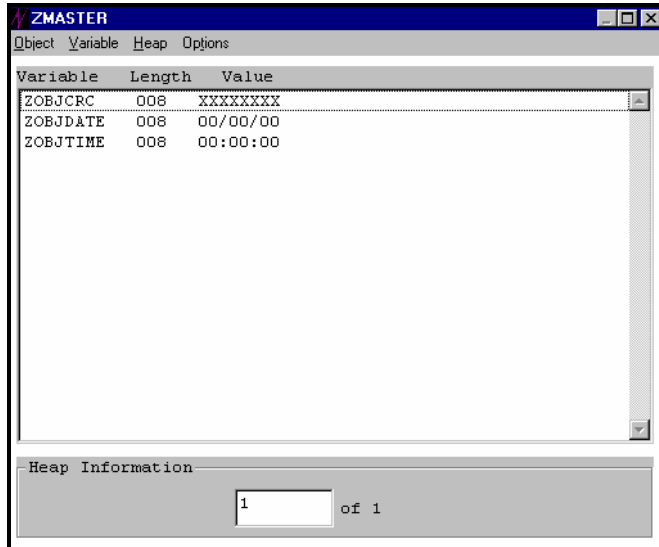 ZMASTER
Object Variable Heap Options
Variable Length Value
ZOBJCRC 008 XXXXXXXX
ZOBJDATE 008 00/00/00
ZOBJTIME 008 00:00:00
Heap Information
1 of 1